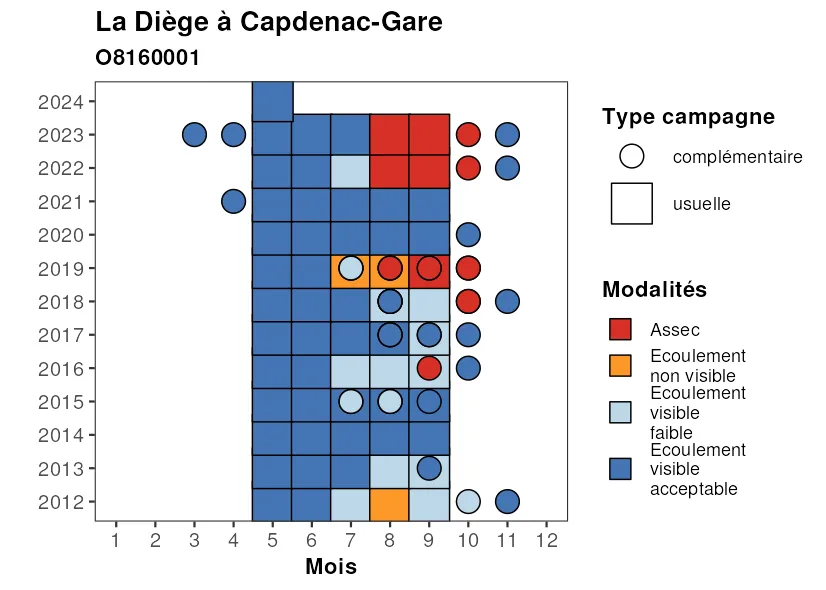 La Diège à Capdenac-Gare
O8160001
2024
2023
2022
2021
2020
2019
2018
2017
2016
2015
2014
2013
2012
1 2 3 4 5 6 7 8 9 10 11 12
Mois
Type campagne
complémentaire
usuelle
Modalités
Assec
Ecoulement
non visible
Ecoulement
visible
faible
Ecoulement
visible
acceptable